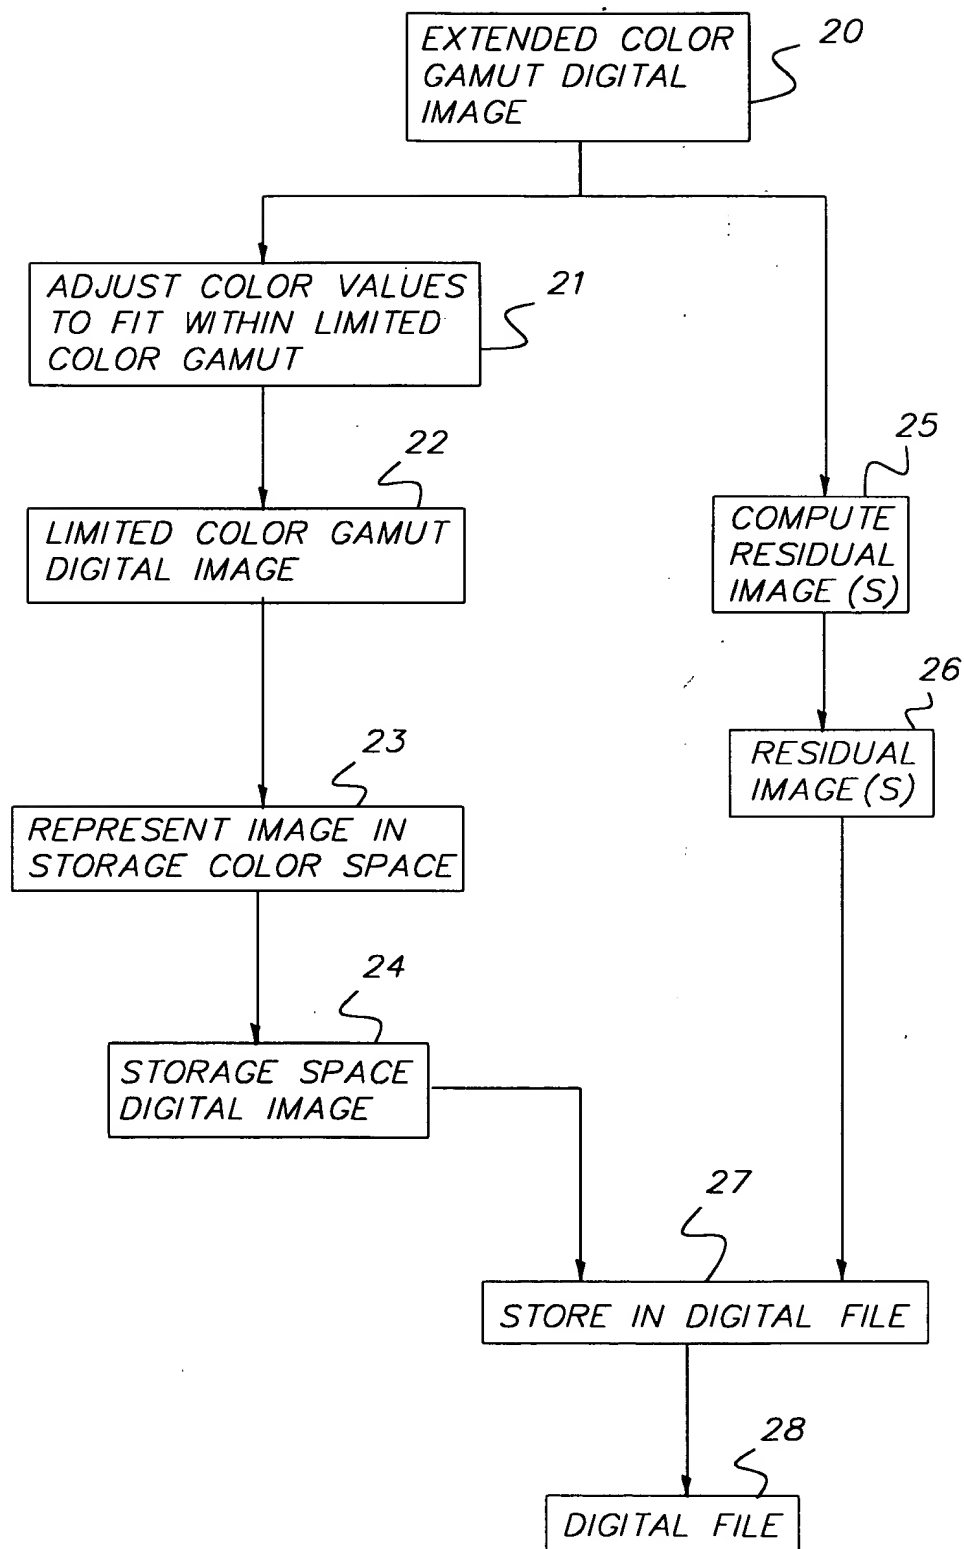 EXTENDED COLOR
GAMUT DIGITAL
IMAGE
20
ADJUST COLOR VALUES
TO FIT WITHIN LIMITED
COLOR GAMUT
21
22
LIMITED COLOR GAMUT
DIGITAL IMAGE
25
COMPUTE
RESIDUAL
IMAGE (S)
26
RESIDUAL
IMAGE (S)
23
REPRESENT IMAGE IN
STORAGE COLOR SPACE
24
STORAGE SPACE
DIGITAL IMAGE
27
STORE IN DIGITAL FILE
28
DIGITAL FILE